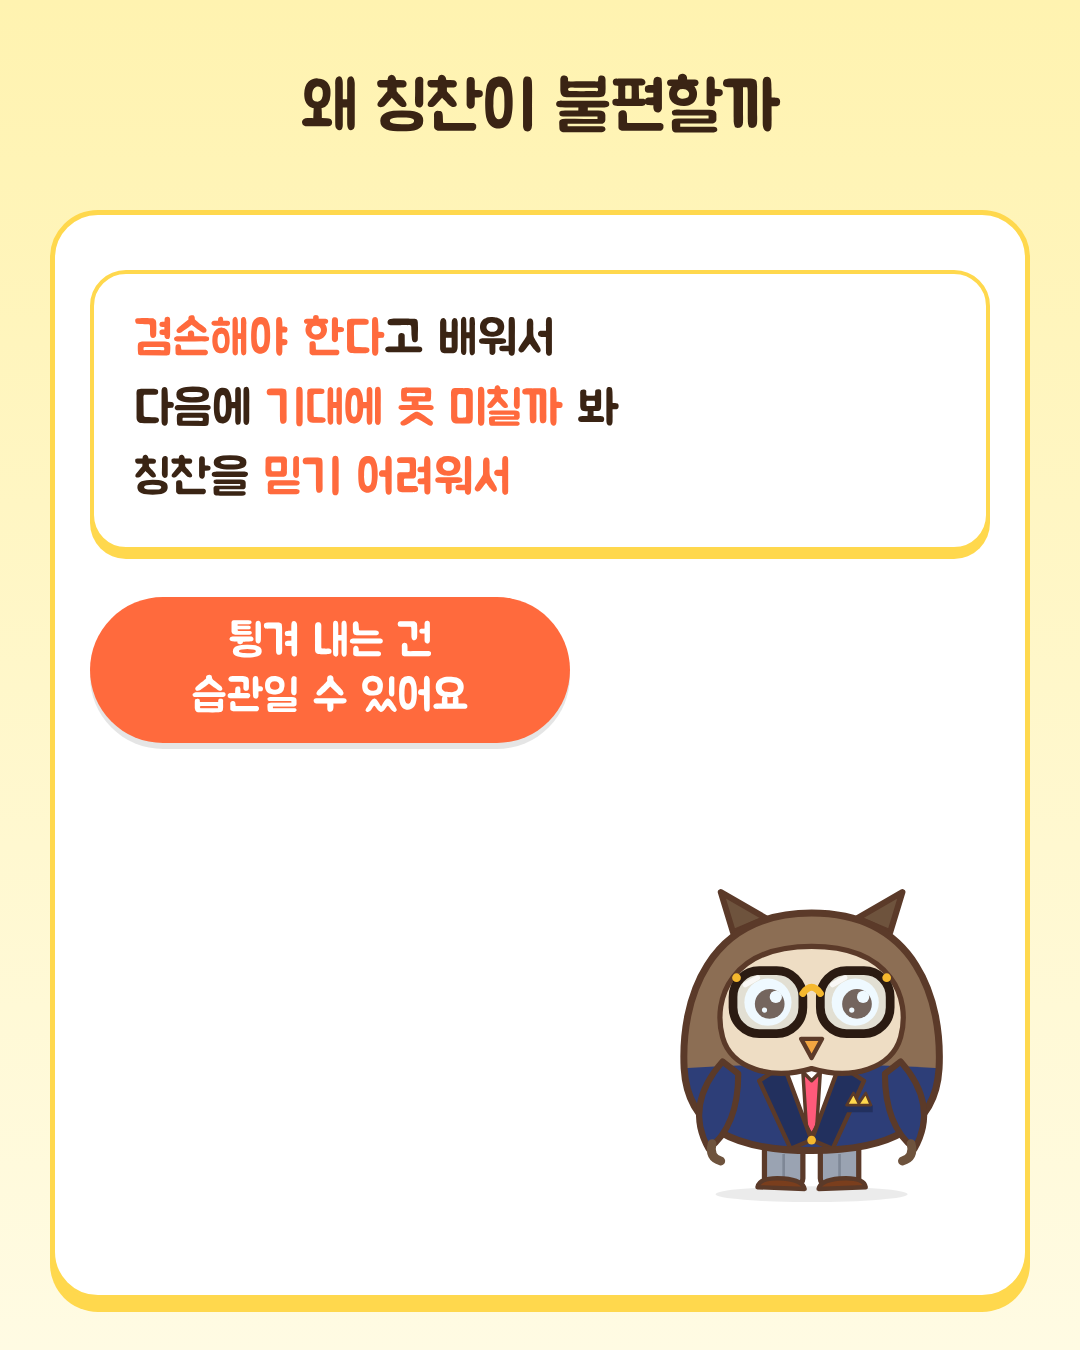 왜 칭찬이 불편할까
겸손해야 한다고 배워서
다음에 기대에 못 미칠까 봐
칭찬을 믿기 어려워서
튕겨 내는 건
습관일 수 있어요